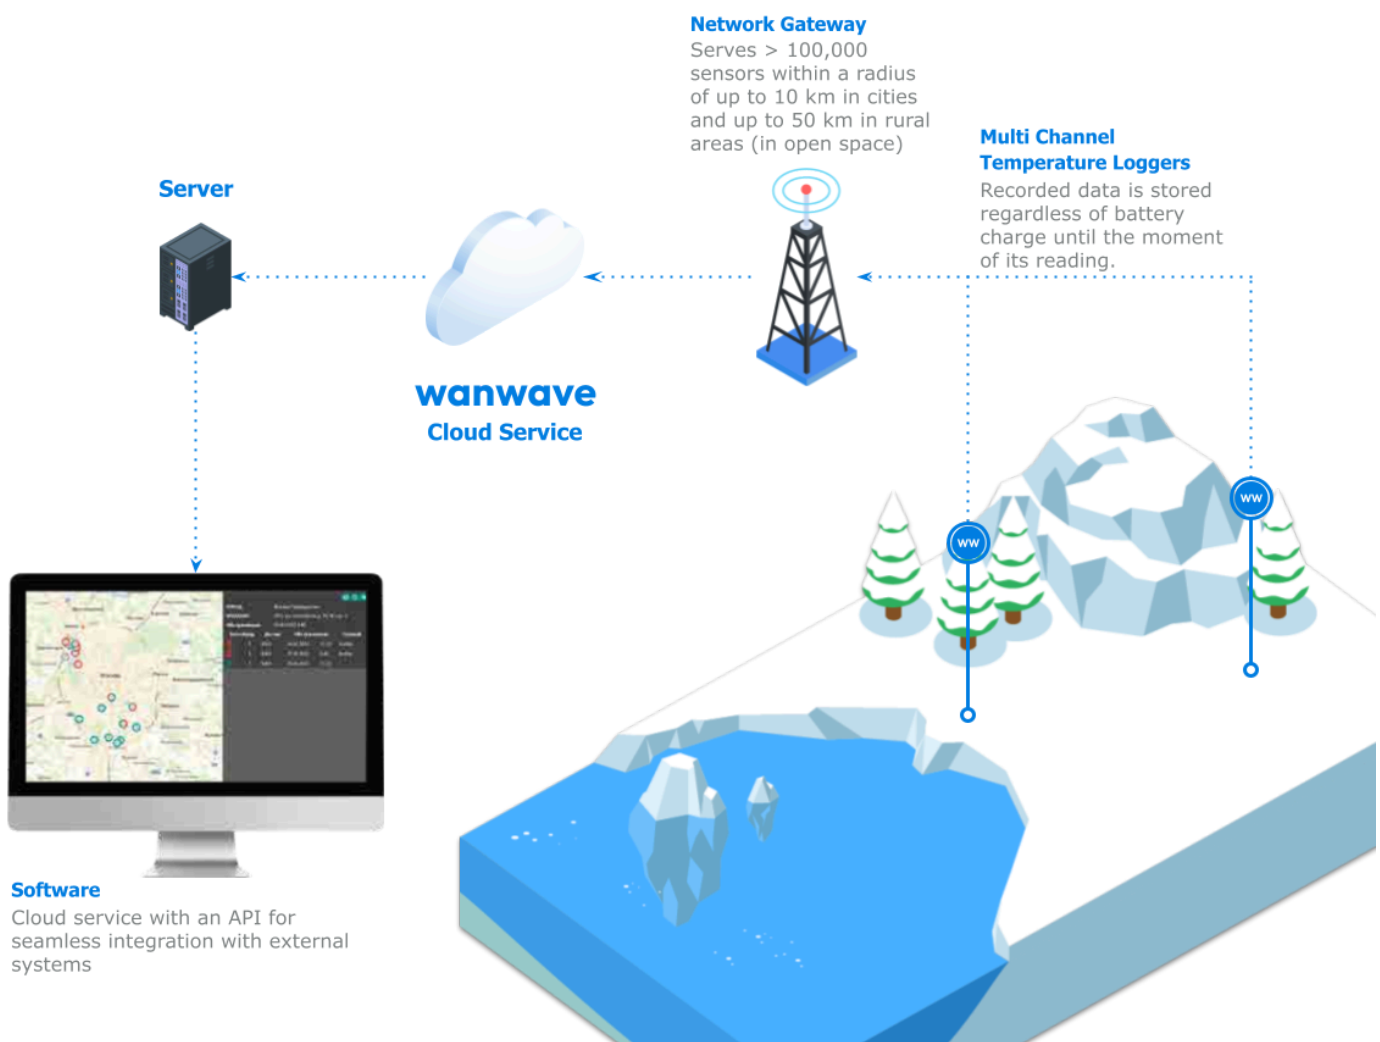 Network Gateway
Serves > 100,000
sensors within a radius
of up to 10 km in cities
and up to 50 km in rural
areas (in open space)
Multi Channel
Temperature Loggers
Recorded data is stored
regardless of battery
charge until the moment
of its reading.
Server
wanwave
Cloud Service
ww
ww
Software
Cloud service with an API for
seamless integration with external
systems